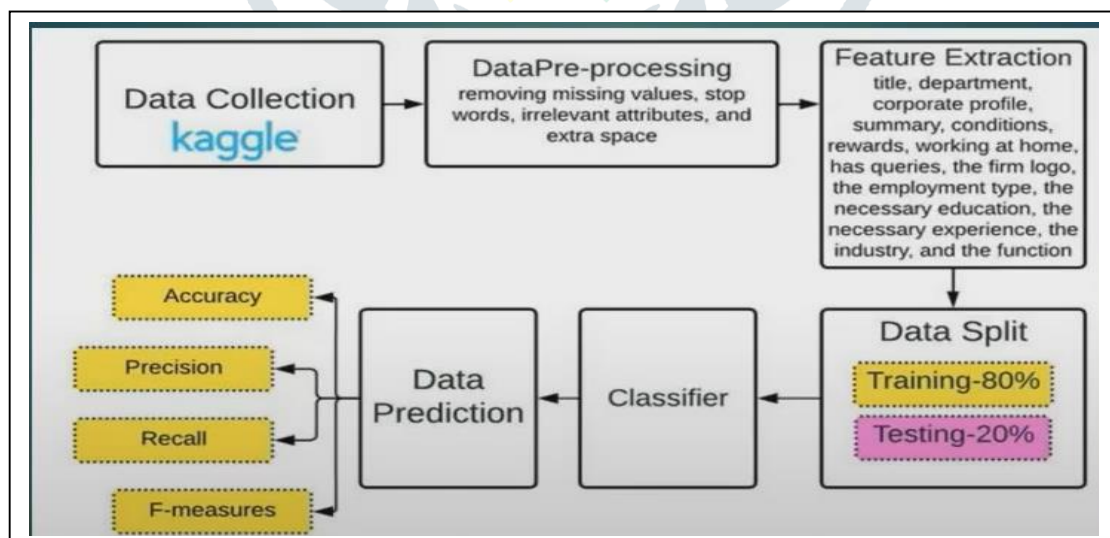 Data Collection
kaggle
DataPre-processing
removing missing values, stop
words, irrelevant attributes, and
extra space
Feature Extraction
title, department,
corporate profile,
summary, conditions,
rewards, working at home,
has queries, the firm logo,
the employment type, the
necessary education, the
necessary experience, the
industry, and the function
Data Split
Training-80%
Testing-20%
Classifier
Data
Prediction
Accuracy
Precision
Recall
F-measures